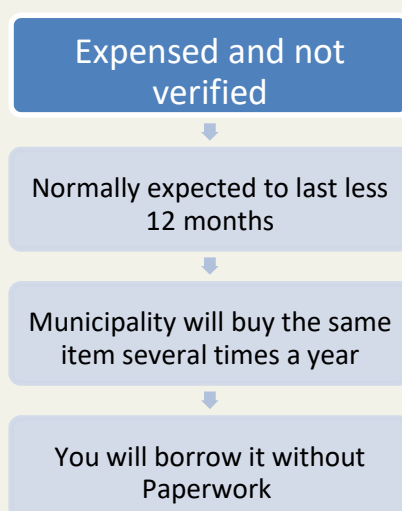 Expensed and not
verified
Normally expected to last less
12 months
Municipality will buy the same
item several times a year
You will borrow it without
Paperwork